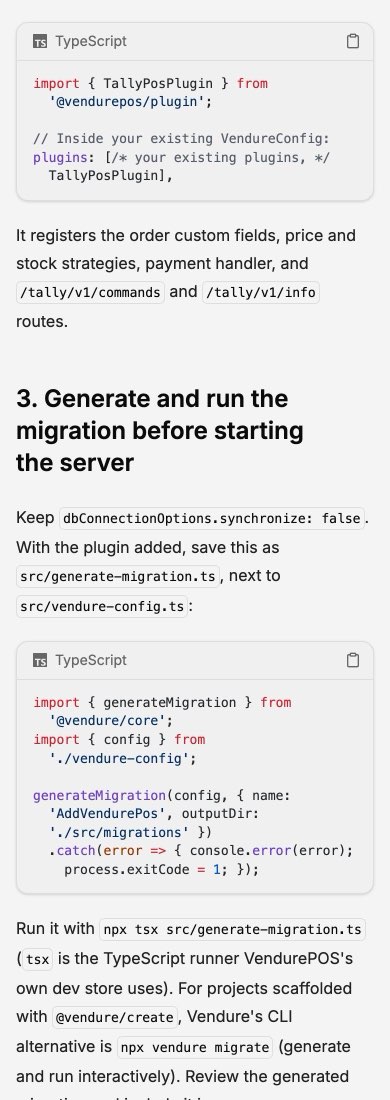 TS TypeScript
import { TallyPosPlugin } from
'@vendurepos/plugin';
// Inside your existing VendureConfig:
plugins: [/* your existing plugins, */
TallyPosPlugin],
It registers the order custom fields, price and
stock strategies, payment handler, and
/tally/v1/commands and /tally/v1/info
routes.
3. Generate and run the
migration before starting
the server
Keep dbConnectionOptions.synchronize: false.
With the plugin added, save this as
src/generate-migration.ts, next to
src/vendure-config.ts:
TS TypeScript
import { generateMigration } from
'@vendure/core';
import { config } from
'./vendure-config';
generateMigration(config, { name:
'AddVendurePos', outputDir:
'./src/migrations' })
.catch(error => { console.error(error);
process.exitCode = 1; });
Run it with npx tsx src/generate-migration.ts
(tsx is the TypeScript runner VendurePOS's
own dev store uses). For projects scaffolded
with @vendure/create, Vendure's CLI
alternative is npx vendure migrate (generate
and run interactively). Review the generated